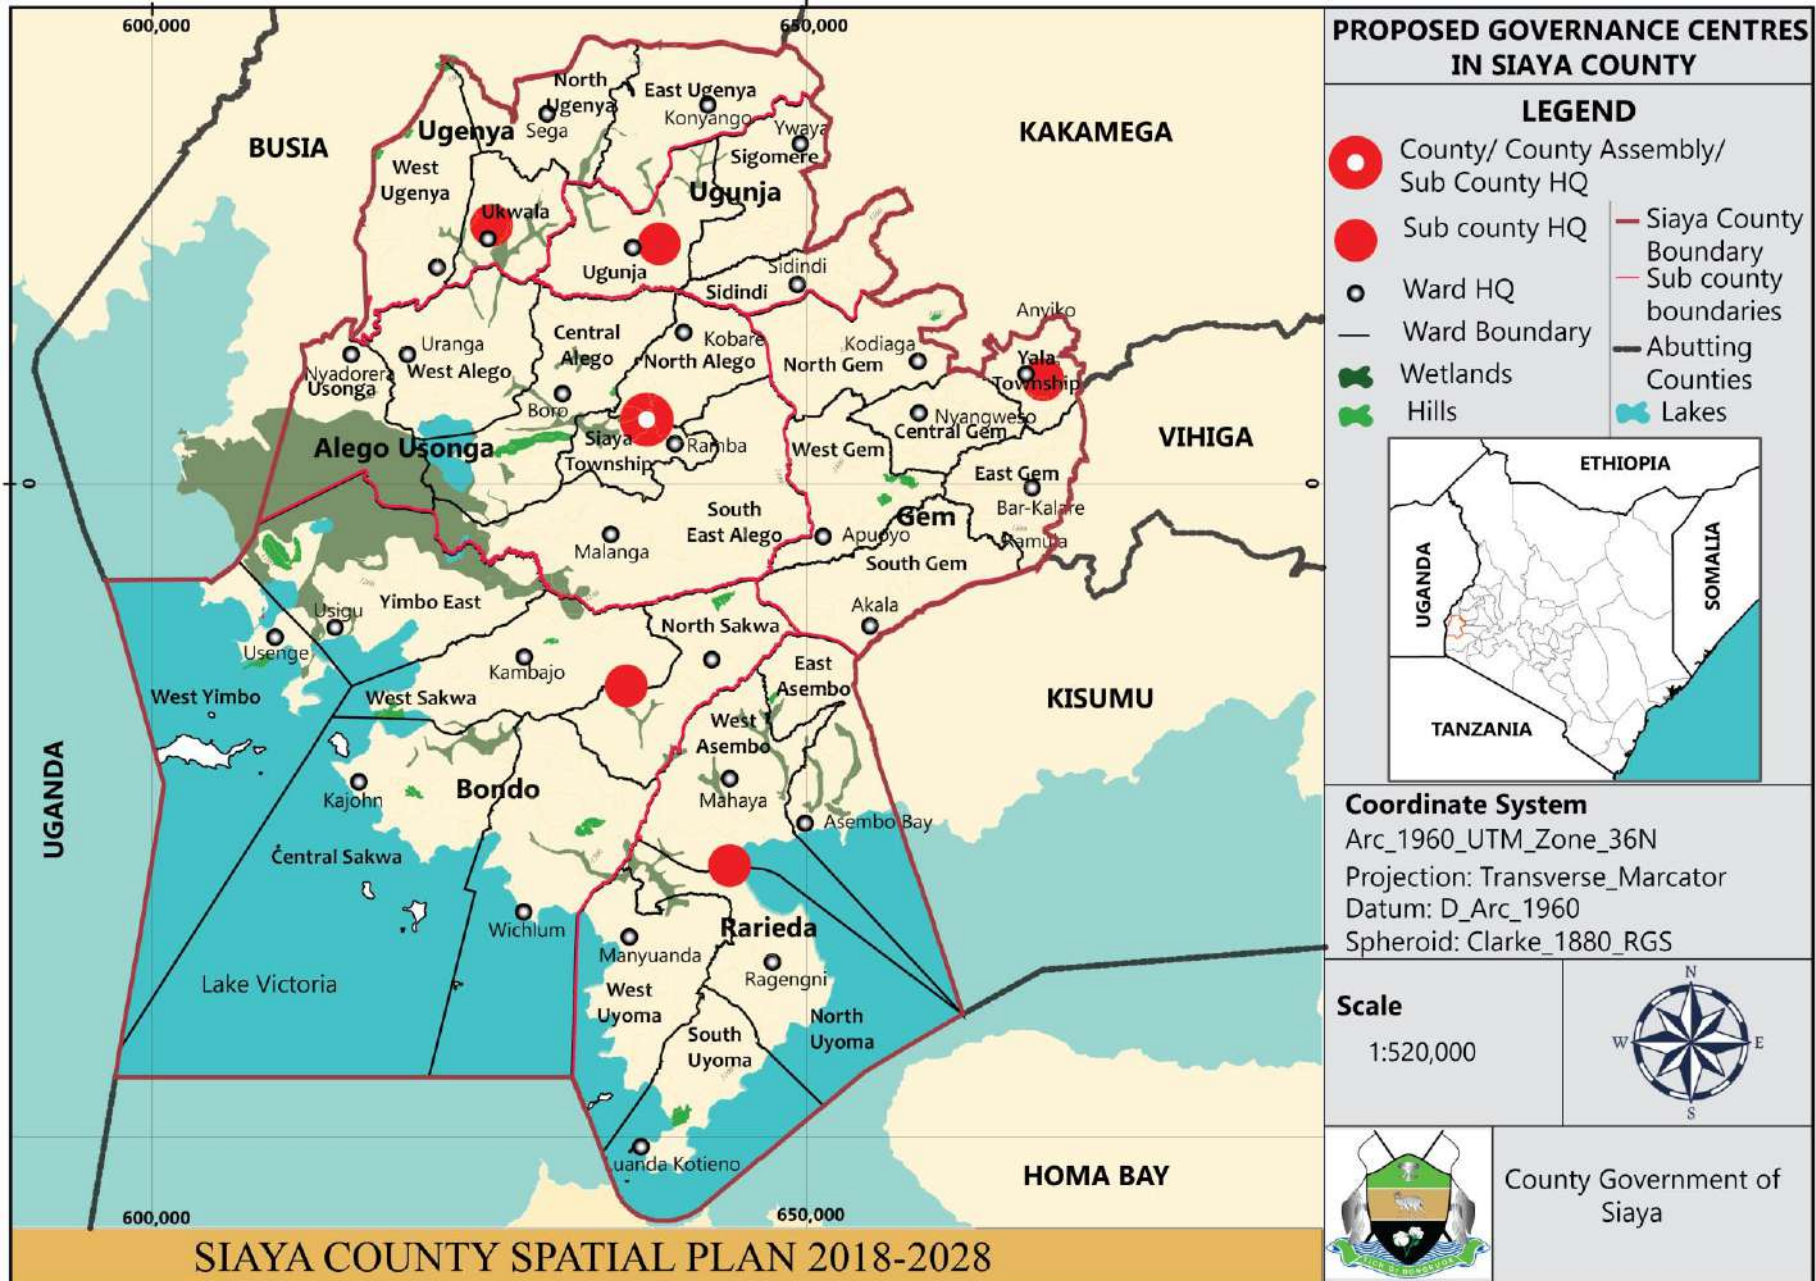 600,000
650,000
BUSIA
KAKAMEGA
North
Ugenya
Sega
East Ugenya
Konyango
Ugenya
Ywaya
Sigomere
West
Ugenya
Ugunja
Ukwala
Ugunja
Sidindi
Sidindi
Anyiko
Uranga
Central
Alego
Kobare
North Alego
Kodiaga
North Gem
Yala
Township
Nyadorera
Usonga
West Alego
Boro
Nyangweso
Central Gem
VIHIGA
Alego Usonga
Siaya
Township
Ramba
West Gem
East Gem
0
0
South
East Alego
Gem
Bar-Kalare
Malanga
Apuoyo
Ramula
South Gem
Usigu
Yimbo East
Akala
North Sakwa
Usenge
Kambajo
East
Asembo
West Yimbo
West Sakwa
KISUMU
West
Asembo
UGANDA
Kajohn
Bondo
Mahaya
Asembo Bay
Central Sakwa
Wichlum
Rarieda
Manyuanda
Ragengni
Lake Victoria
West
Uyoma
North
Uyoma
South
Uyoma
uanda Kotieno
HOMA BAY
600,000
650,000
SIAYA COUNTY SPATIAL PLAN 2018-2028
PROPOSED GOVERNANCE CENTRES
IN SIAYA COUNTY
LEGEND
County/ County Assembly/
Sub County HQ
Sub county HQ
Ward HQ
Ward Boundary
Wetlands
Hills
Siaya County
Boundary
Sub county
boundaries
Abutting
Counties
Lakes
ETHIOPIA
UGANDA
SOMALIA
TANZANIA
Coordinate System
Arc_1960_UTM_Zone_36N
Projection: Transverse_Marcator
Datum: D_Arc_1960
Spheroid: Clarke_1880_RGS
Scale
1:520,000
N
W
E
S
County Government of
Siaya